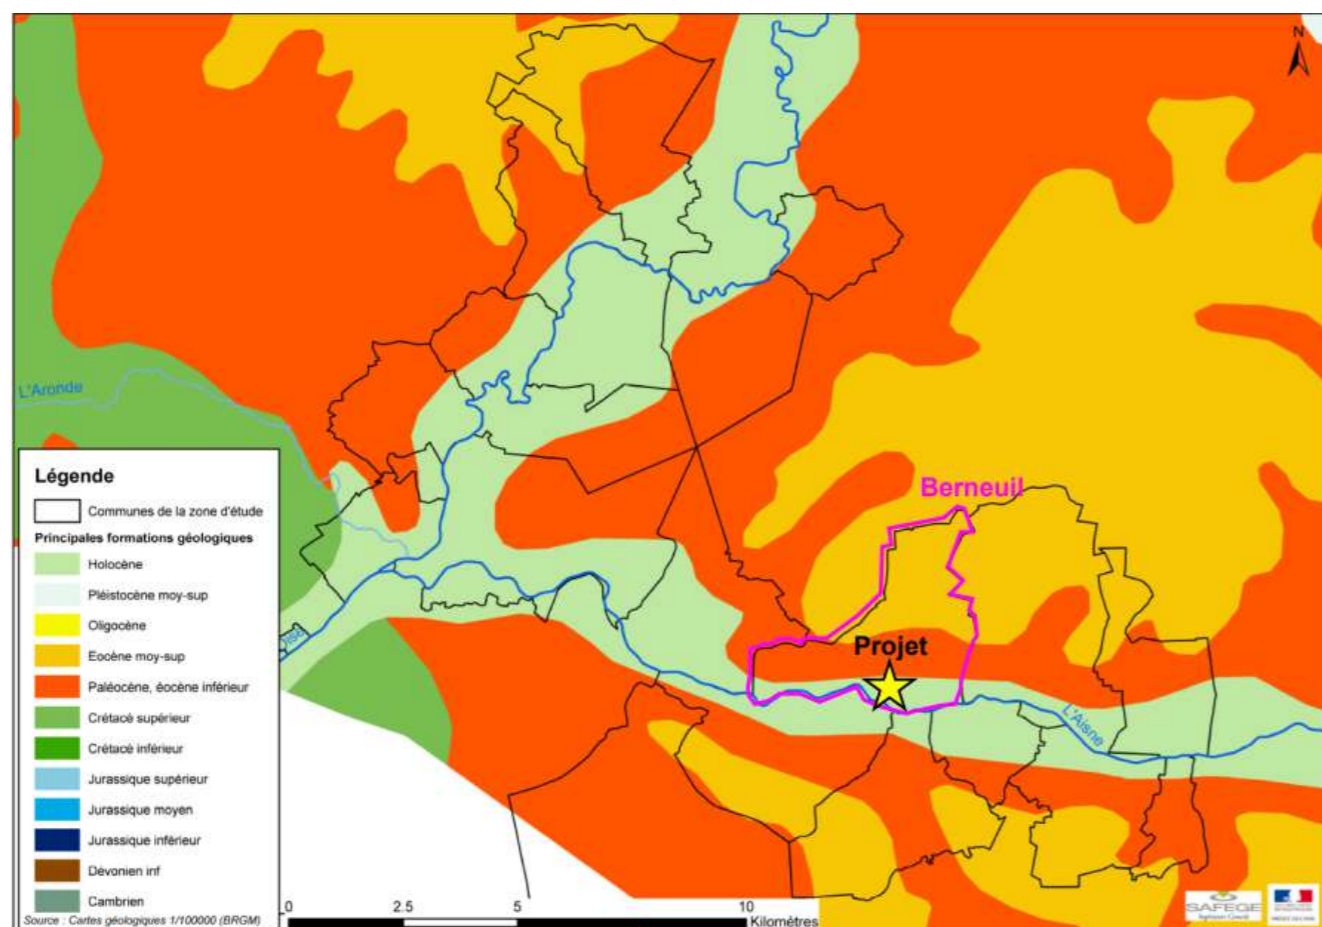 N
L'Aronde
Berneuil
Projet
L'Aisne
Légende
Communes de la zone d'étude
Principales formations géologiques
Holocène
Pléistocène moy-sup
Oligocène
Eocène moy-sup
Paléocène, éocène inférieur
Crétacé supérieur
Crétacé inférieur
Jurassique supérieur
Jurassique moyen
Jurassique inférieur
Dévonien inf
Cambrien
Source : Cartes géologiques 1/100000 (BRGM)
0 2.5 5 10
Kilomètres
SAFEGE